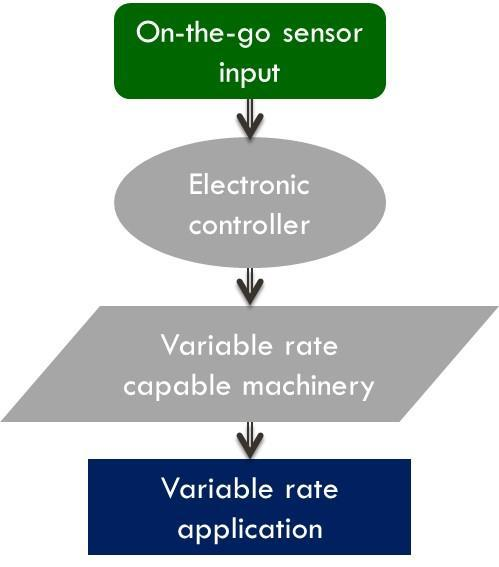 On-the-go sensor
input
Electronic
controller
Variable rate
capable machinery
Variable rate
application